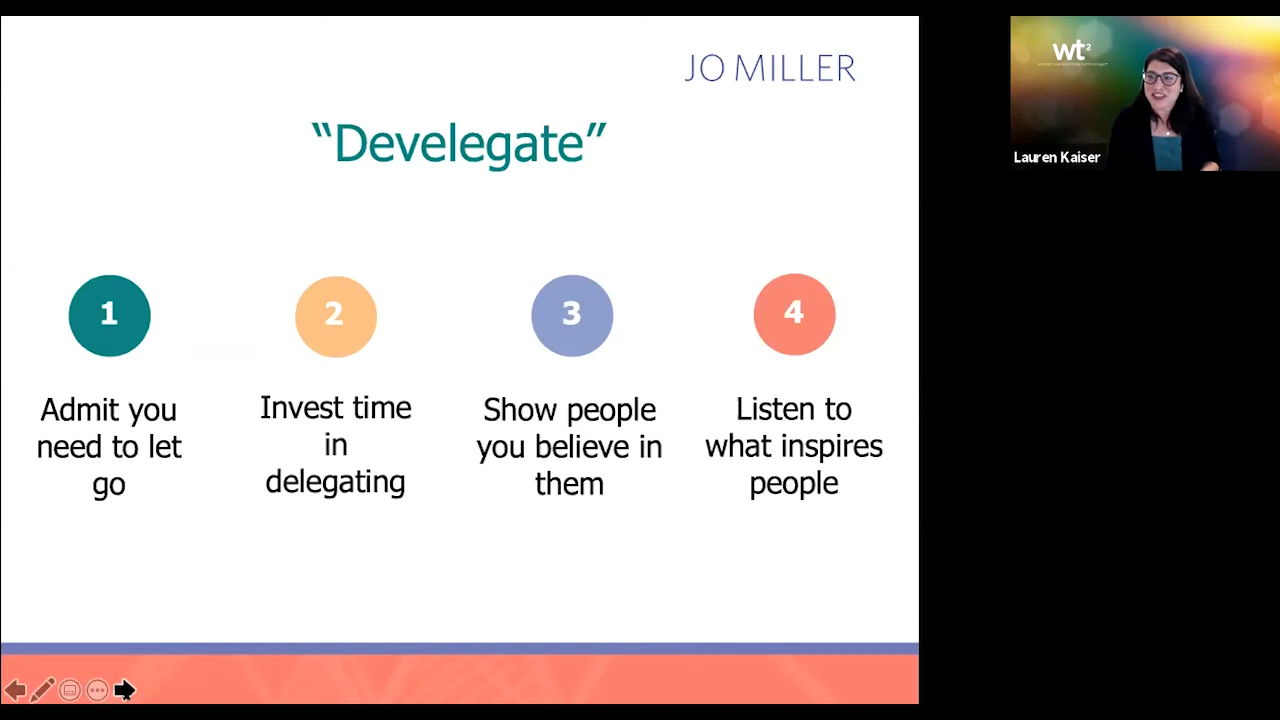 JO MILLER
“Develegate”
1
2
3
4
Admit you
need to let
go
Invest time
in
delegating
Show people
you believe in
them
Listen to
what inspires
people
wt²
Lauren Kaiser